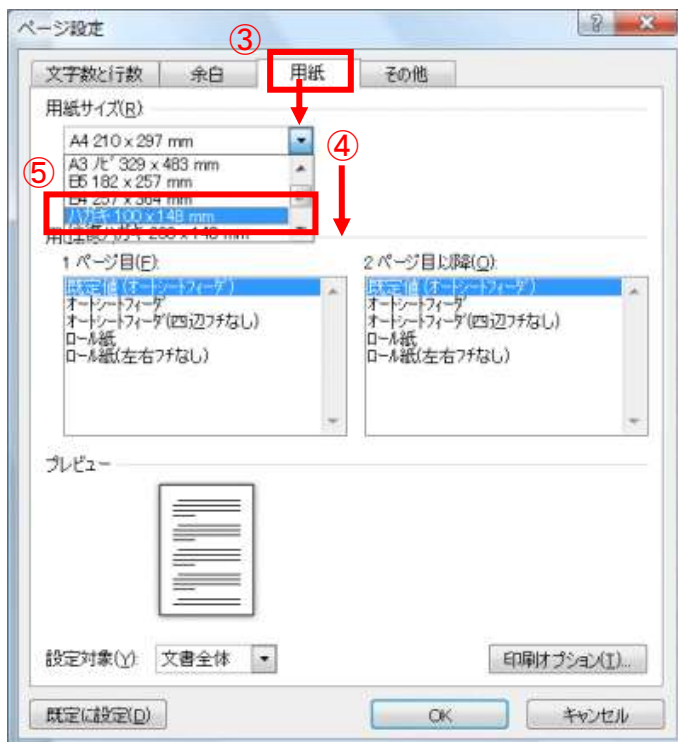 ページ設定
③
文字数と行数 余白 用紙 その他
用紙サイズ(R)
A4 210 x 297 mm
④
A3 ﾉﾋﾞ 329 x 483 mm
⑤
B5 182 x 257 mm
B4 257 x 364 mm
ハガキ 100 x 148 mm
1 ページ目(F): 2 ページ目以降(O):
既定値 (オートシートフィーダ) 既定値 (オートシートフィーダ)
オートシートフィーダ オートシートフィーダ
オートシートフィーダ(四辺フチなし) オートシートフィーダ(四辺フチなし)
ロール紙 ロール紙
ロール紙(左右フチなし) ロール紙(左右フチなし)
プレビュー
設定対象(Y): 文書全体 印刷オプション(I)...
既定に設定(D) OK キャンセル